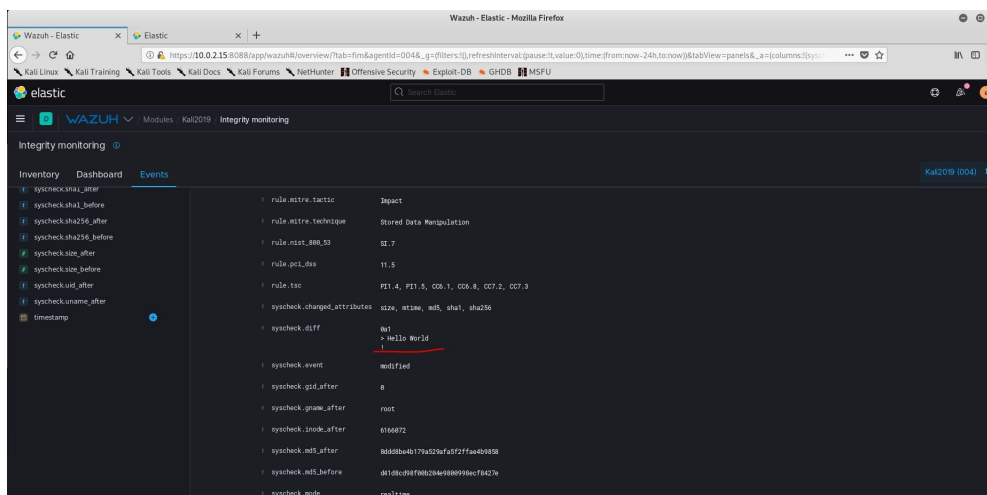 Wazuh - Elastic - Mozilla Firefox
Wazuh - Elastic × Elastic × +
https://10.0.2.15:8088/app/wazuh#/overview/?tab=fim&agentId=004&_g=(filters:!(),refreshInterval:(pause:!t,value:0),time:(from:now-24h,to:now))&tabView=panels&_a=(columns:!(sysc
Kali Linux Kali Training Kali Tools Kali Docs Kali Forums NetHunter Offensive Security Exploit-DB GHDB MSFU
elastic Search Elastic
D WAZUH / Modules / Kali2019 / Integrity monitoring
Integrity monitoring
Inventory Dashboard Events Kali2019 (004)
t syscheck.sha1_after
t syscheck.sha1_before
t syscheck.sha256_after
t syscheck.sha256_before
# syscheck.size_after
# syscheck.size_before
t syscheck.uid_after
t syscheck.uname_after
timestamp
t rule.mitre.tactic Impact
t rule.mitre.technique Stored Data Manipulation
t rule.nist_800_53 SI.7
t rule.pci_dss 11.5
t rule.tsc PI1.4, PI1.5, CC6.1, CC6.8, CC7.2, CC7.3
t syscheck.changed_attributes size, mtime, md5, sha1, sha256
t syscheck.diff 0a1
> Hello World
!
t syscheck.event modified
t syscheck.gid_after 0
t syscheck.gname_after root
t syscheck.inode_after 6166072
t syscheck.md5_after 8ddd8be4b179a529afa5f2ffae4b9858
t syscheck.md5_before d41d8cd98f00b204e9800998ecf8427e
t syscheck.mode realtime